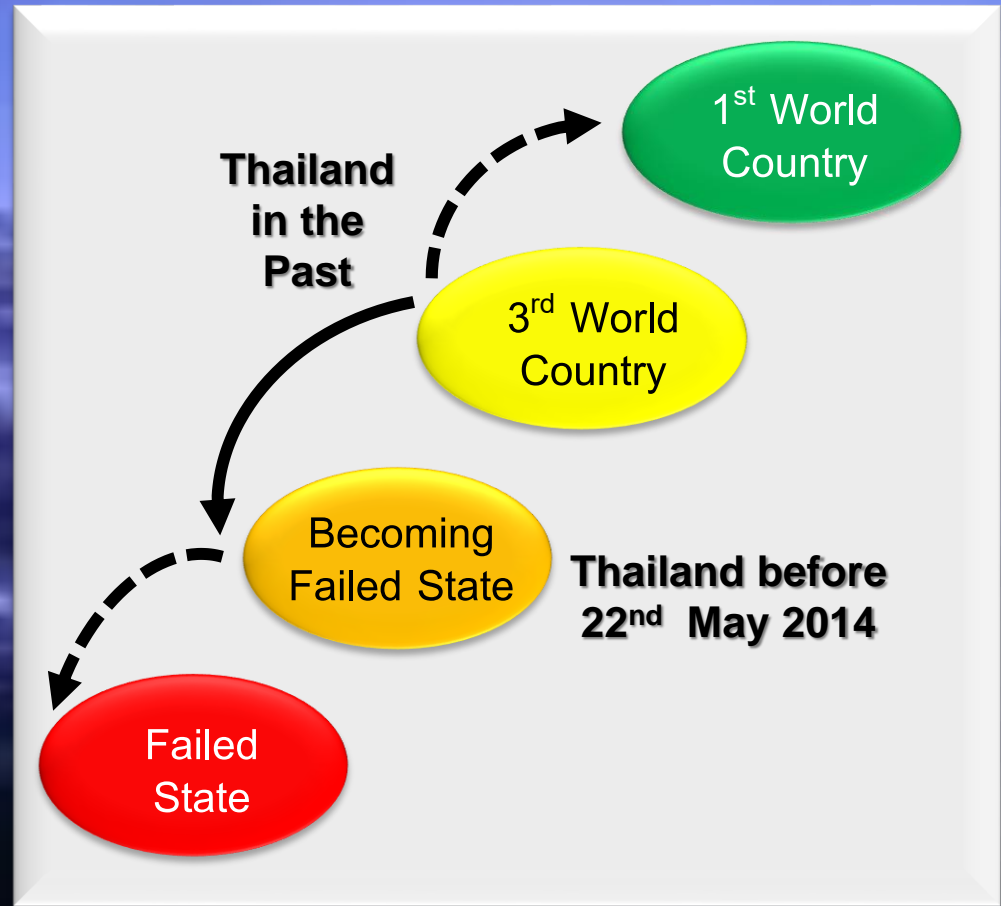 1st World
Country
Thailand
in the
Past
3rd World
Country
Becoming
Failed State
Thailand before
22nd May 2014
Failed
State